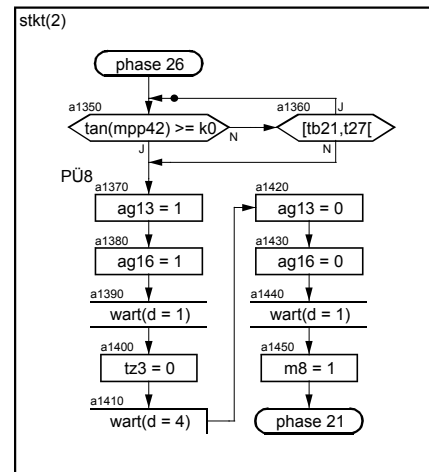 stkt(2)
phase 26
a1350
tan(mpp42) >= k0
N
J
a1360
J
[tb21,t27[
N
PÜ8
a1370
ag13 = 1
a1380
ag16 = 1
a1390
wart(d = 1)
a1400
tz3 = 0
a1410
wart(d = 4)
a1420
ag13 = 0
a1430
ag16 = 0
a1440
wart(d = 1)
a1450
m8 = 1
phase 21